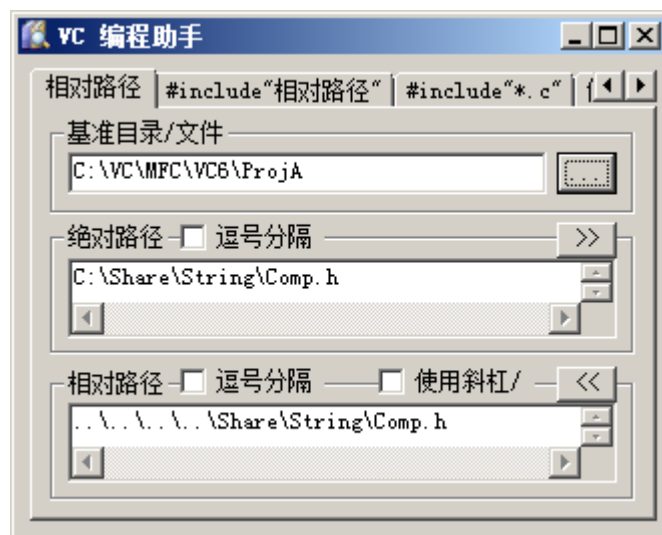 VC 编程助手
相对路径 #include"相对路径" #include"*.c" {
基准目录/文件
C:\VC\MFC\VC6\ProjA ...
绝对路径 逗号分隔 >>
C:\Share\String\Comp.h
相对路径 逗号分隔 使用斜杠/ <<
..\..\..\..\Share\String\Comp.h